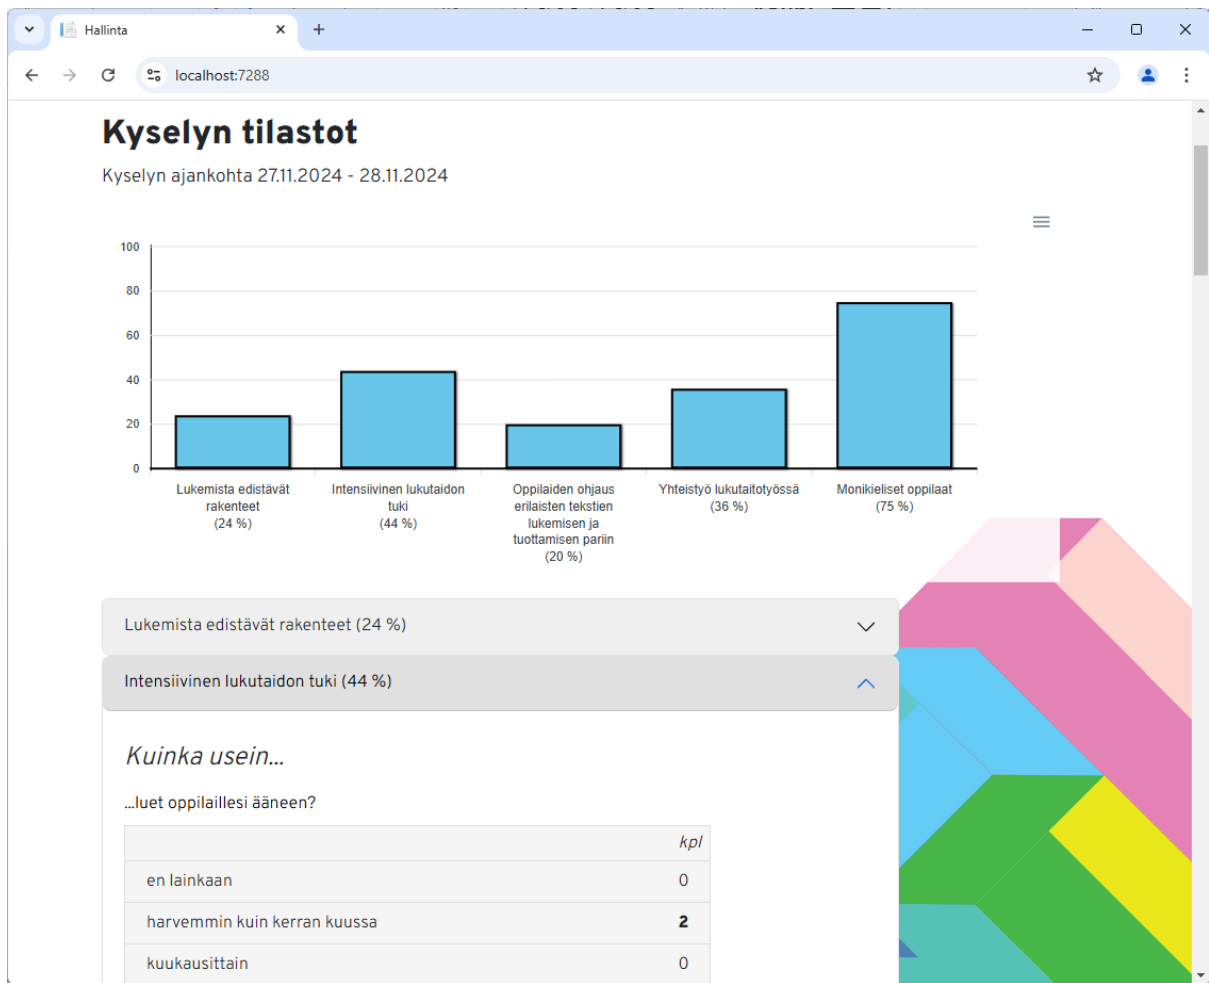 Hallinta
localhost:7288
Kyselyn tilastot
Kyselyn ajankohta 27.11.2024 - 28.11.2024
100
80
60
40
20
0
Lukemista edistävät
rakenteet
(24 %)
Intensiivinen lukutaidon
tuki
(44 %)
Oppilaiden ohjaus
erilaisten tekstien
lukemisen ja
tuottamisen pariin
(20 %)
Yhteistyö lukutaitotyössä
(36 %)
Monikieliset oppilaat
(75 %)
Lukemista edistävät rakenteet (24 %)
Intensiivinen lukutaidon tuki (44 %)
Kuinka usein...
...luet oppilaillesi ääneen?
kpl
en lainkaan 0
harvemmin kuin kerran kuussa 2
kuukausittain 0